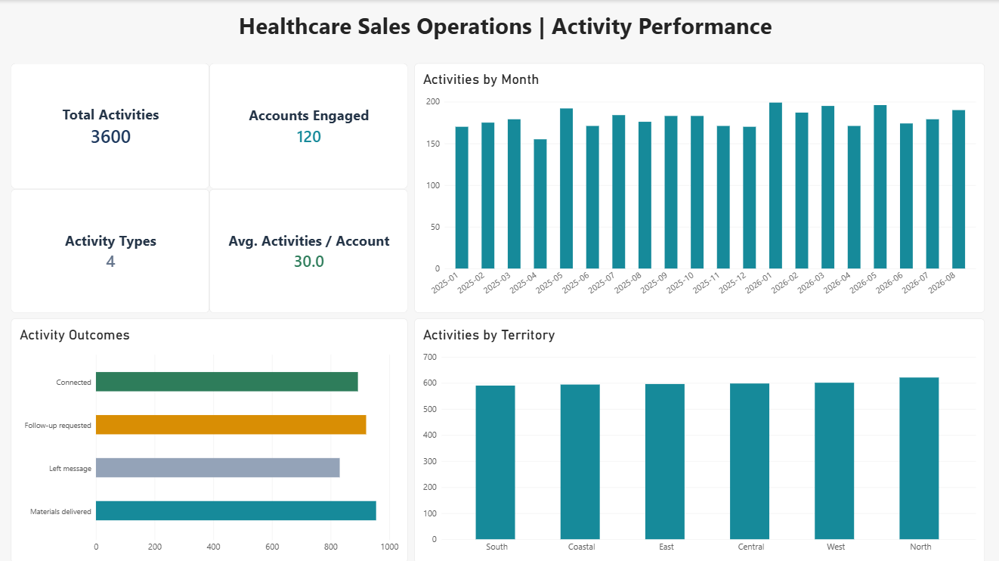 Healthcare Sales Operations | Activity Performance
Total Activities
3600
Accounts Engaged
120
Activity Types
4
Avg. Activities / Account
30.0
Activities by Month
200
150
100
50
0
2025-01
2025-02
2025-03
2025-04
2025-05
2025-06
2025-07
2025-08
2025-09
2025-10
2025-11
2025-12
2026-01
2026-02
2026-03
2026-04
2026-05
2026-06
2026-07
2026-08
Activity Outcomes
Connected
Follow-up requested
Left message
Materials delivered
0 200 400 600 800 1000
Activities by Territory
700
600
500
400
300
200
100
0
South Coastal East Central West North